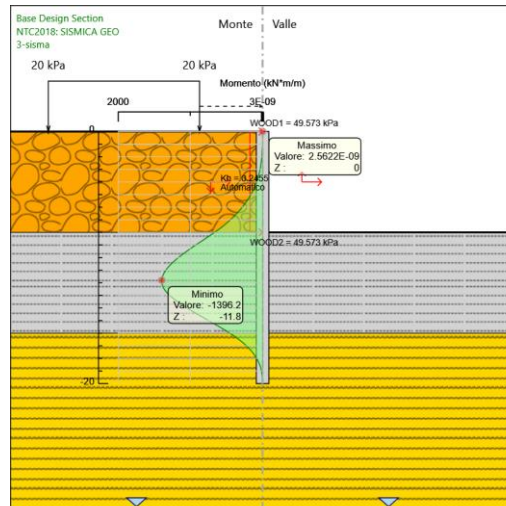 Base Design Section
NTC2018: SISMICA GEO
3-sisma
Monte
Valle
20 kPa
20 kPa
Momento (kN*m/m)
2000
3E-09
0
WOOD1 = 49.573 kPa
Massimo
Valore: 2.5622E-09
Z : 0
Kh = 0.2455
Automatico
WOOD2 = 49.573 kPa
Minimo
Valore: -1396.2
Z : -11.8
-20